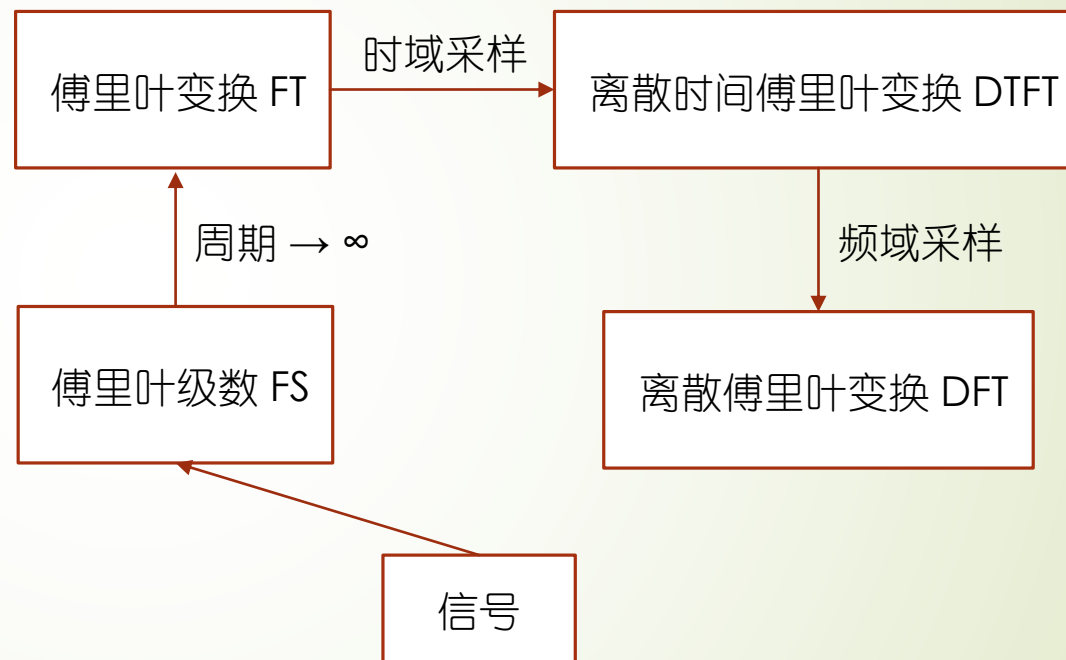 傅里叶变换 FT
时域采样
离散时间傅里叶变换 DTFT
周期 → ∞
频域采样
傅里叶级数 FS
离散傅里叶变换 DFT
信号